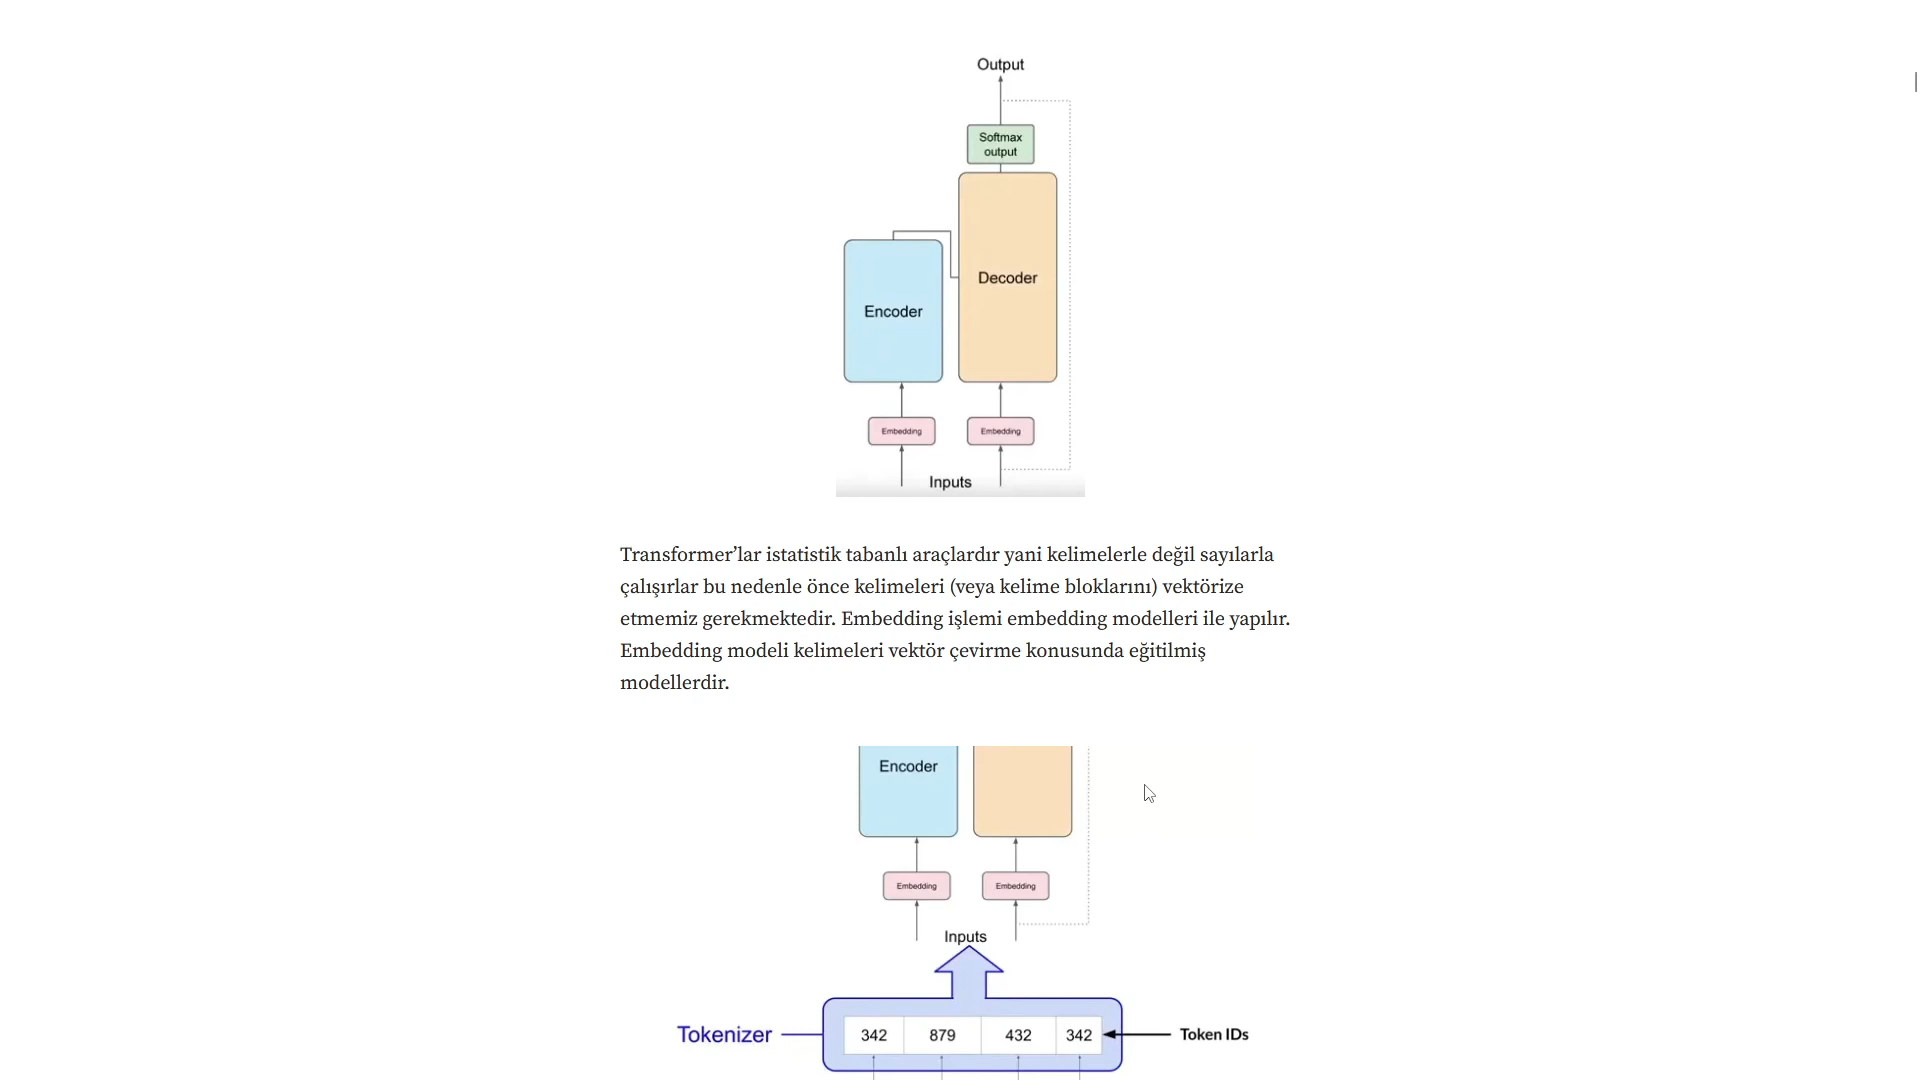 Output
Softmax
output
Decoder
Encoder
Embedding
Embedding
Inputs
Transformer’lar istatistik tabanlı araçlardır yani kelimelerle değil sayılarla
çalışırlar bu nedenle önce kelimeleri (veya kelime bloklarını) vektörize
etmemiz gerekmektedir. Embedding işlemi embedding modelleri ile yapılır.
Embedding modeli kelimeleri vektör çevirme konusunda eğitilmiş
modellerdir.
Encoder
Embedding
Embedding
Inputs
Tokenizer
342 879 432 342
Token IDs